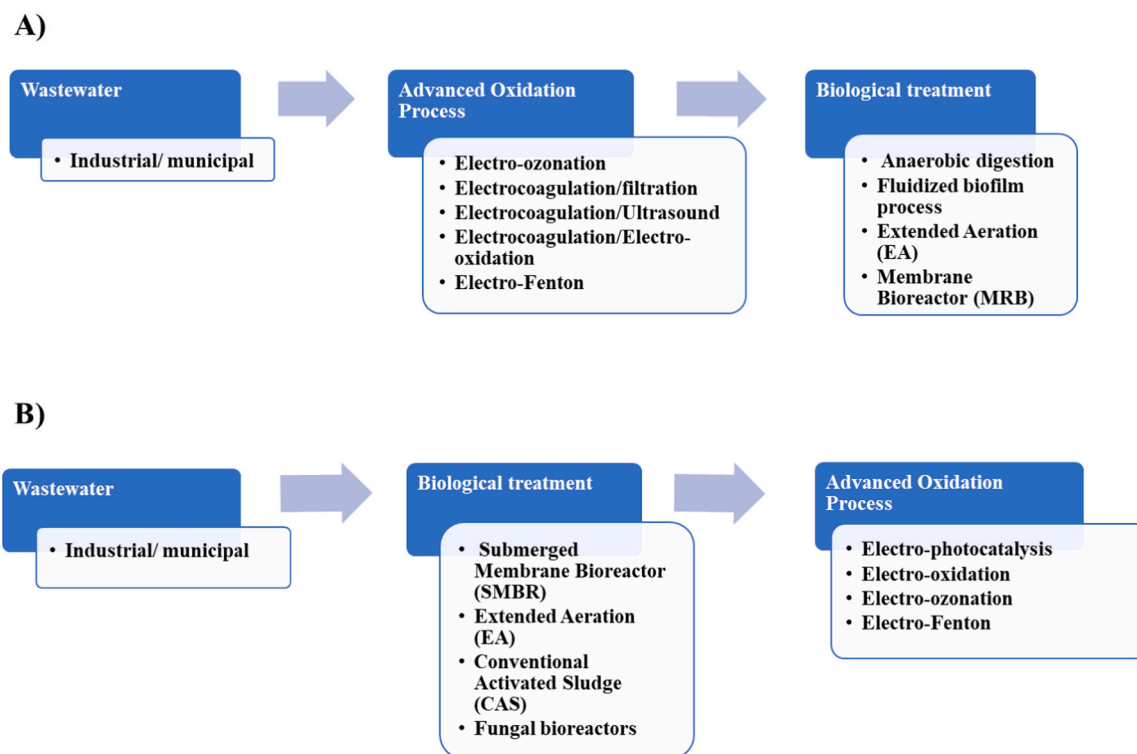 A)
Wastewater
• Industrial/ municipal
Advanced Oxidation
Process
• Electro-ozonation
• Electrocoagulation/filtration
• Electrocoagulation/Ultrasound
• Electrocoagulation/Electro-
oxidation
• Electro-Fenton
Biological treatment
• Anaerobic digestion
• Fluidized biofilm
process
• Extended Aeration
(EA)
• Membrane
Bioreactor (MRB)
B)
Wastewater
• Industrial/ municipal
Biological treatment
• Submerged
Membrane Bioreactor
(SMBR)
• Extended Aeration
(EA)
• Conventional
Activated Sludge
(CAS)
• Fungal bioreactors
Advanced Oxidation
Process
• Electro-photocatalysis
• Electro-oxidation
• Electro-ozonation
• Electro-Fenton